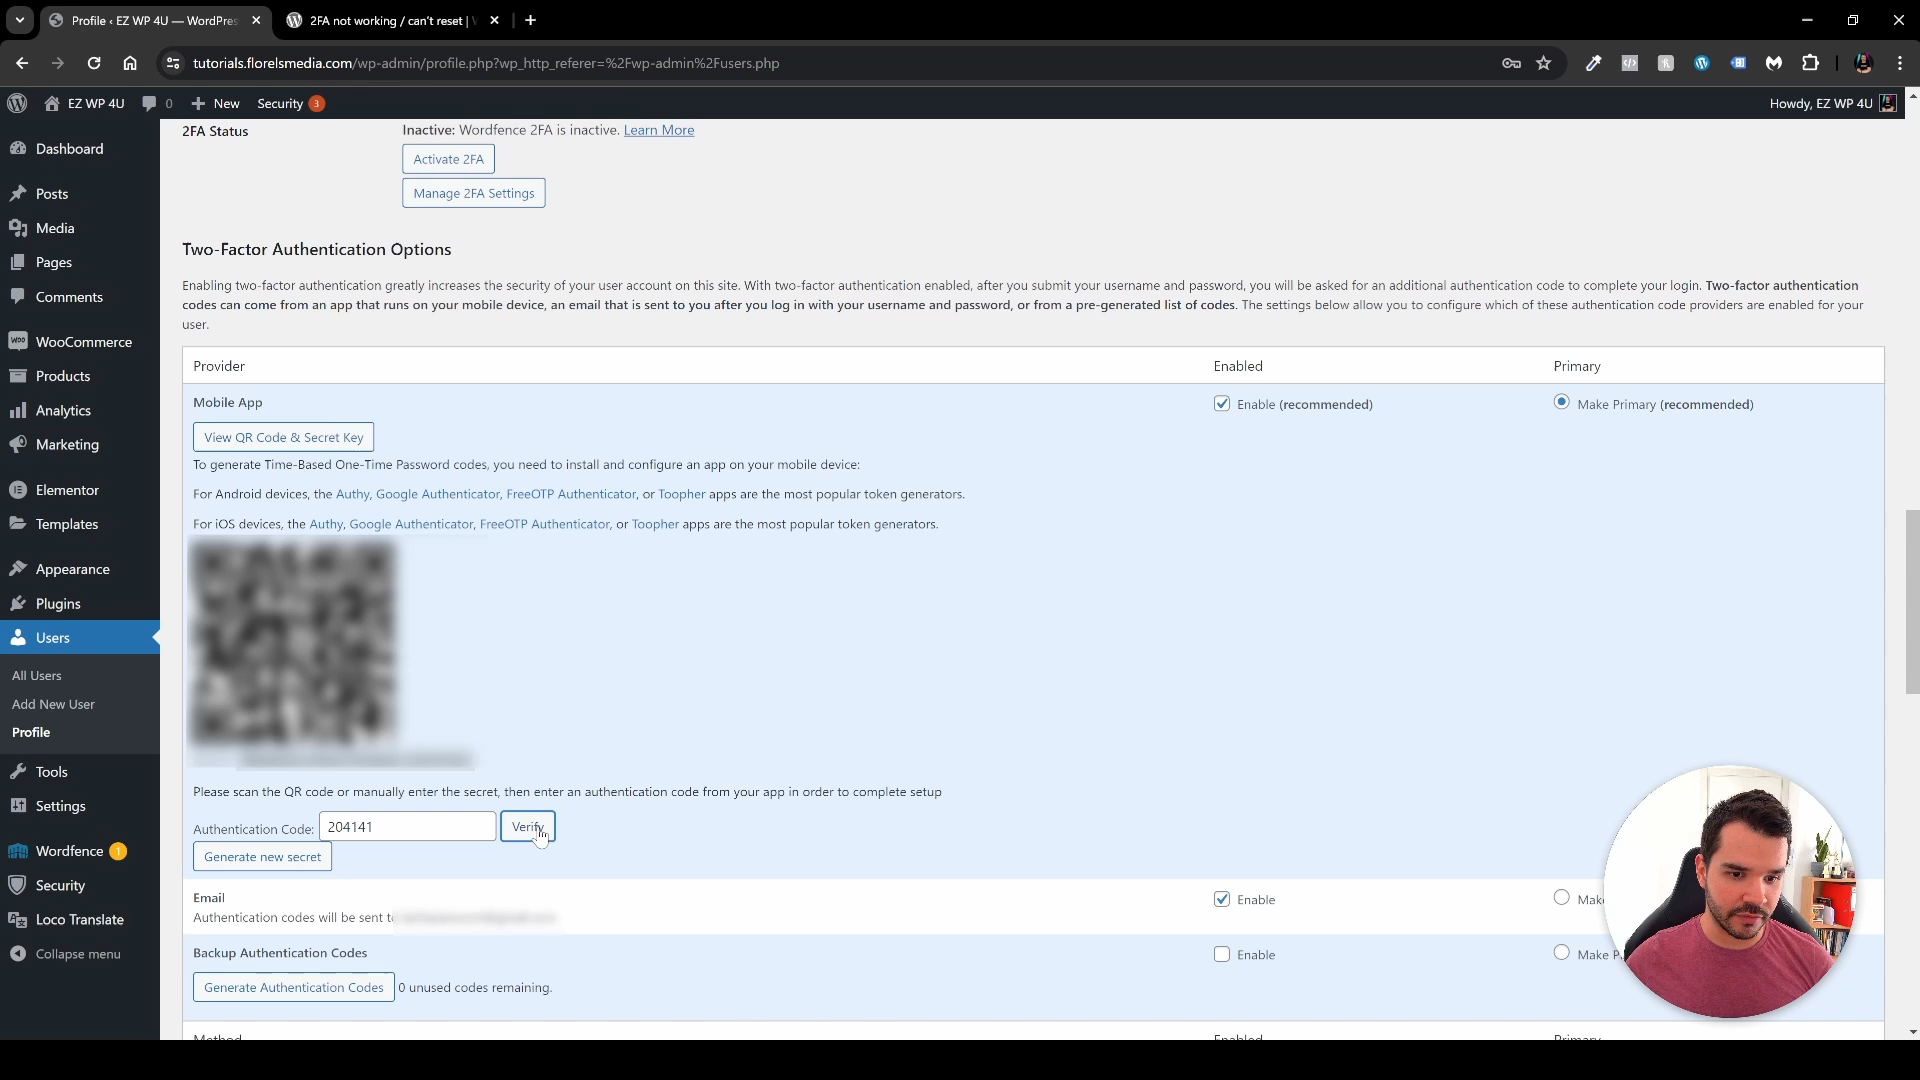 Profile ‹ EZ WP 4U — WordPres
2FA not working / can't reset |
tutorials.florelsmedia.com/wp-admin/profile.php?wp_http_referer=%2Fwp-admin%2Fusers.php
EZ WP 4U
0
New
Security 3
Howdy, EZ WP 4U
Dashboard
Posts
Media
Pages
Comments
WooCommerce
Products
Analytics
Marketing
Elementor
Templates
Appearance
Plugins
Users
All Users
Add New User
Profile
Tools
Settings
Wordfence 1
Security
Loco Translate
Collapse menu
2FA Status
Inactive: Wordfence 2FA is inactive. Learn More
Activate 2FA
Manage 2FA Settings
Two-Factor Authentication Options
Enabling two-factor authentication greatly increases the security of your user account on this site. With two-factor authentication enabled, after you submit your username and password, you will be asked for an additional authentication code to complete your login. Two-factor authentication
codes can come from an app that runs on your mobile device, an email that is sent to you after you log in with your username and password, or from a pre-generated list of codes. The settings below allow you to configure which of these authentication code providers are enabled for your
user.
Provider Enabled Primary
Mobile App Enable (recommended) Make Primary (recommended)
View QR Code & Secret Key
To generate Time-Based One-Time Password codes, you need to install and configure an app on your mobile device:
For Android devices, the Authy, Google Authenticator, FreeOTP Authenticator, or Toopher apps are the most popular token generators.
For iOS devices, the Authy, Google Authenticator, FreeOTP Authenticator, or Toopher apps are the most popular token generators.
Please scan the QR code or manually enter the secret, then enter an authentication code from your app in order to complete setup
Authentication Code: 204141 Verify
Generate new secret
Email Enable Mak
Authentication codes will be sent t
Backup Authentication Codes Enable Make P
Generate Authentication Codes 0 unused codes remaining.
Method Enabled Primary